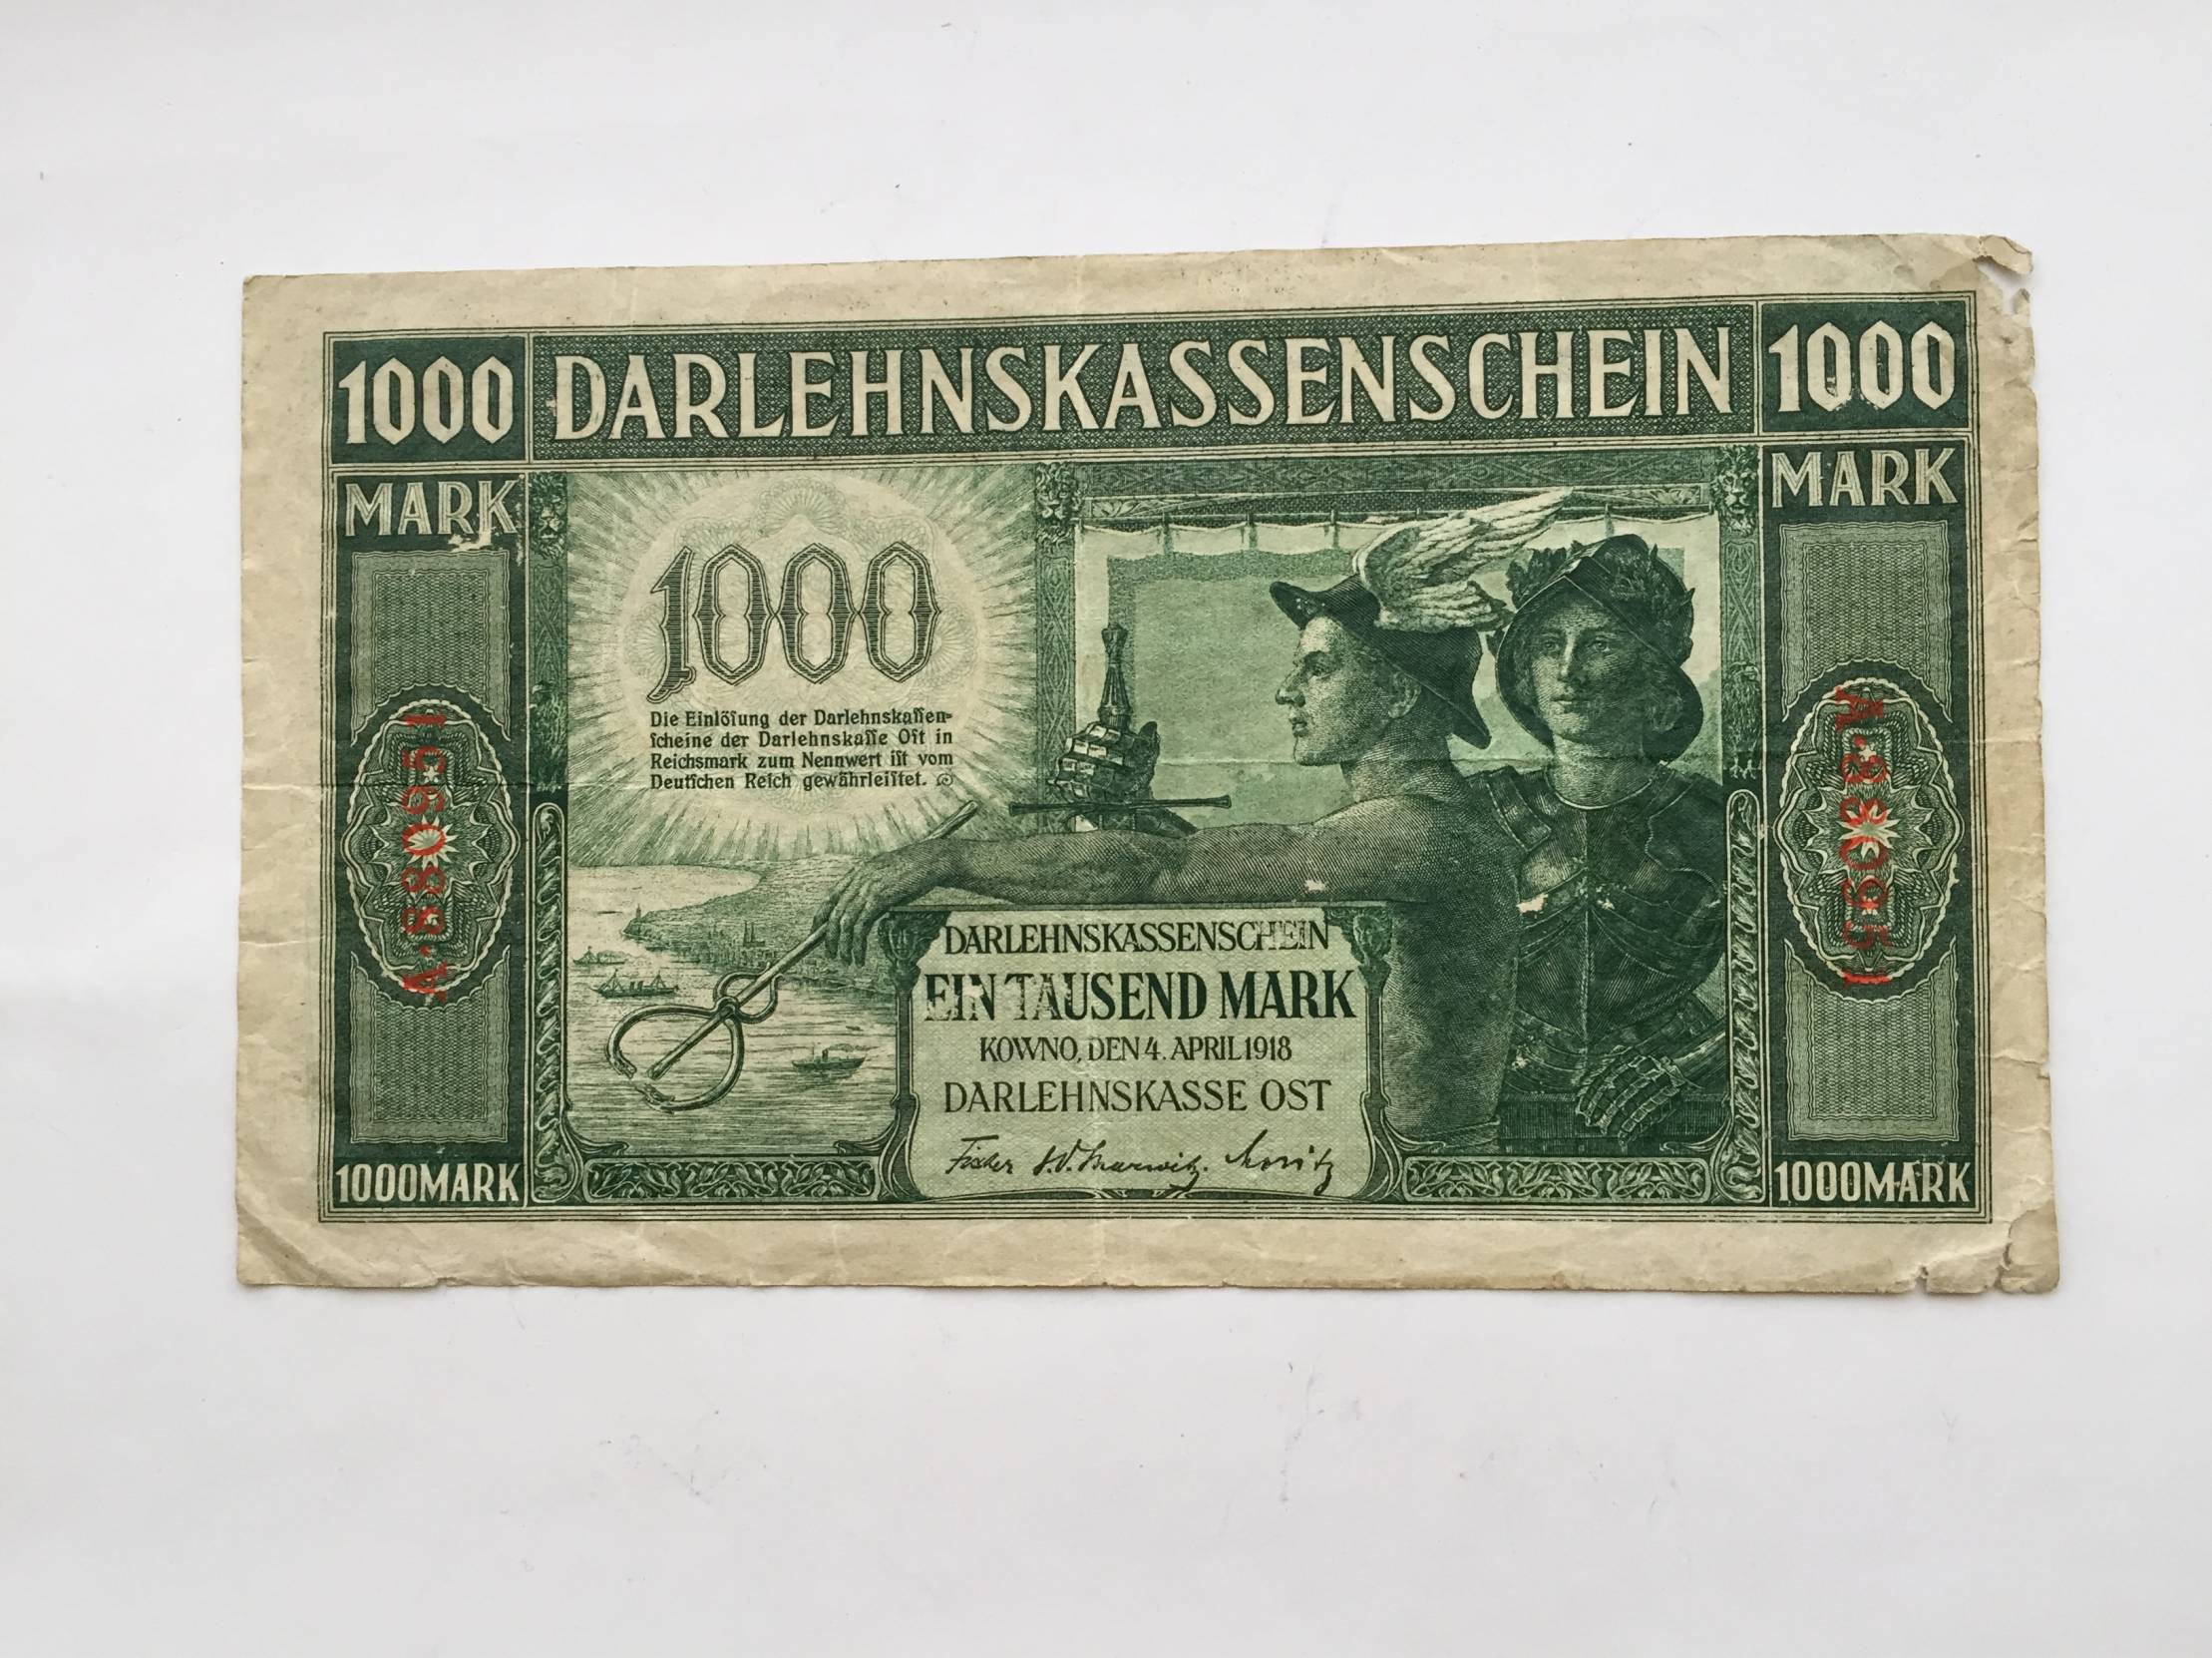 1000 DARLEHNSKASSENSCHEIN 1000
MARK
MARK
1000
Die Einlöſung der Darlehnskaſſen-
ſcheine der Darlehnskaſſe Oſt in
Reichsmark zum Nennwert iſt vom
Deutſchen Reich gewährleiſtet.
A·880951
A·880951
DARLEHNSKASSENSCHEIN
EIN TAUSEND MARK
KOWNO, DEN 4. APRIL 1918
DARLEHNSKASSE OST
Fischer
1000MARK
1000MARK